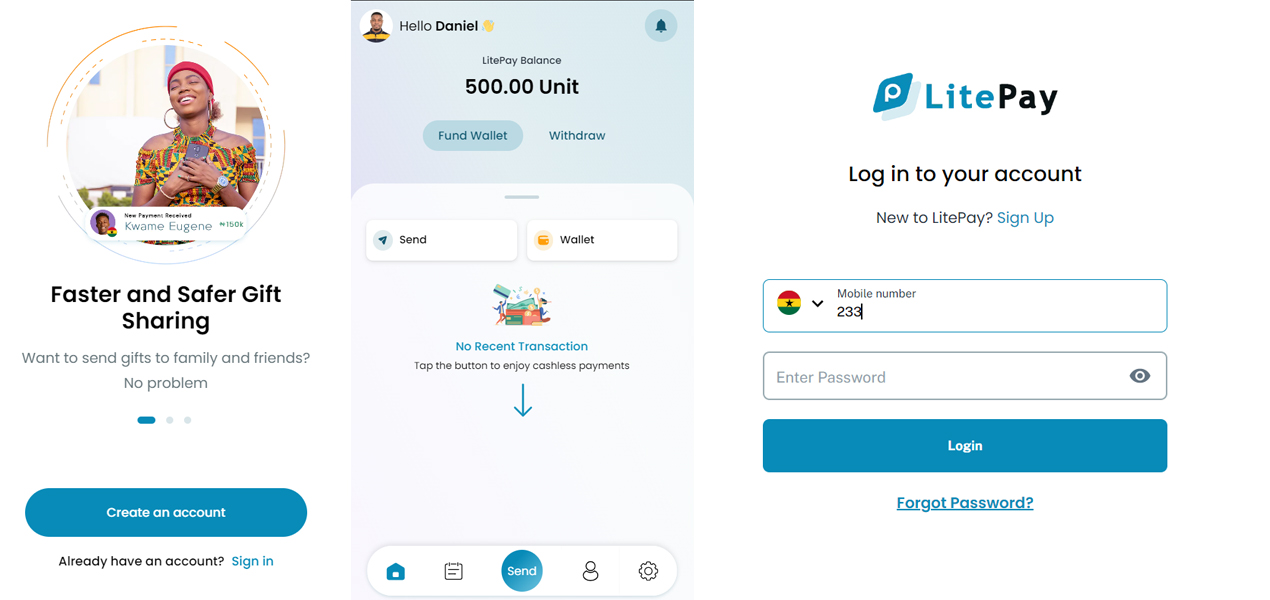 New Payment Received
Kwame Eugene ₦150k
Faster and Safer Gift
Sharing
Want to send gifts to family and friends?
No problem
Create an account
Already have an account? Sign in
Hello Daniel 👋
LitePay Balance
500.00 Unit
Fund Wallet
Withdraw
Send
Wallet
No Recent Transaction
Tap the button to enjoy cashless payments
Send
LitePay
Log in to your account
New to LitePay? Sign Up
Mobile number
233
Enter Password
Login
Forgot Password?